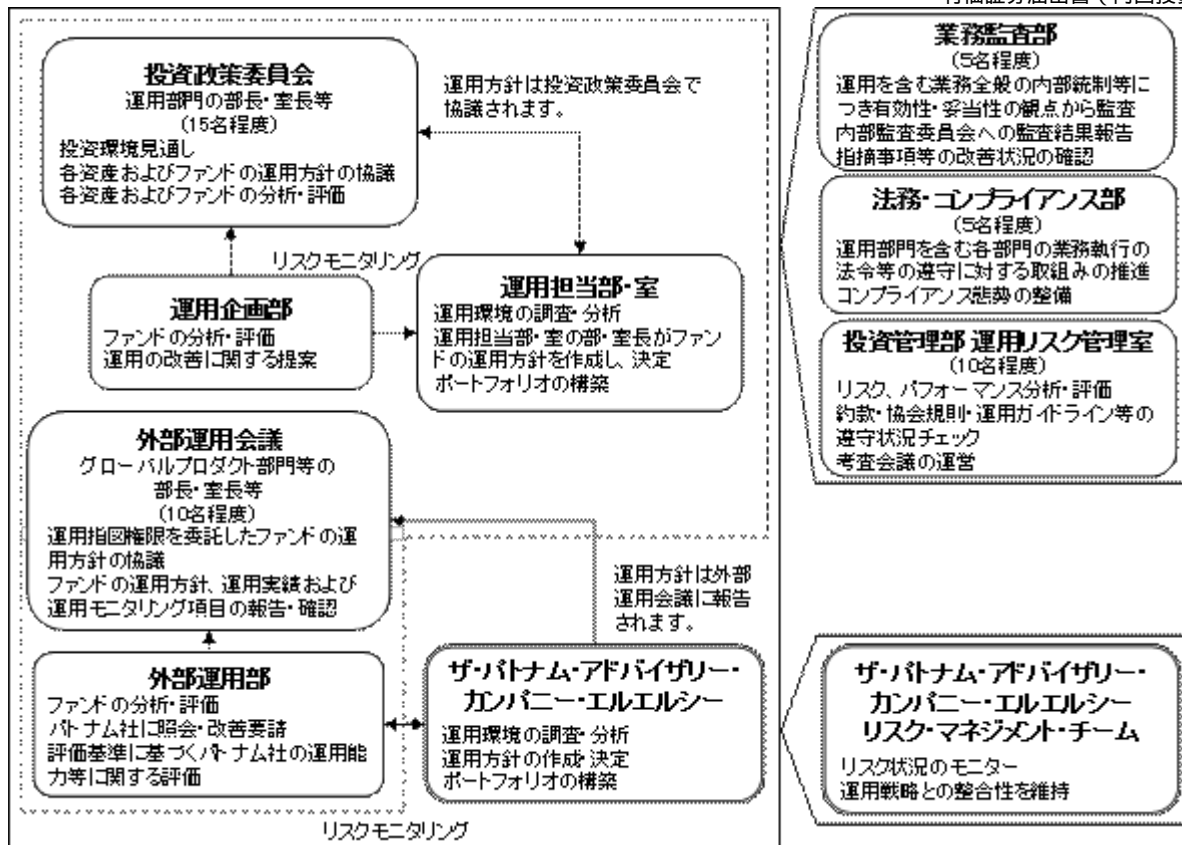 投資政策委員会
運用部門の部長・室長等
(15名程度)
投資環境見通し
各資産およびファンドの運用方針の協議
各資産およびファンドの分析・評価
運用方針は投資政策委員会で
協議されます。
リスクモニタリング
運用企画部
ファンドの分析・評価
運用の改善に関する提案
運用担当部・室
運用環境の調査・分析
運用担当部・室の部・室長がファン
ドの運用方針を作成し、決定
ポートフォリオの構築
外部運用会議
グローバルプロダクト部門等の
部長・室長等
(10名程度)
運用指図権限を委託したファンドの運
用方針の協議
ファンドの運用方針、運用実績および
運用モニタリング項目の報告・確認
運用方針は外部
運用会議に報告
されます。
外部運用部
ファンドの分析・評価
パトナム社に照会・改善要請
評価基準に基づくパトナム社の運用能
力等に関する評価
ザ・パトナム・アドバイザリー・
カンパニー・エルエルシー
運用環境の調査・分析
運用方針の作成・決定
ポートフォリオの構築
リスクモニタリング
業務監査部
(5名程度)
運用を含む業務全般の内部統制等に
つき有効性・妥当性の観点から監査
内部監査委員会への監査結果報告
指摘事項等の改善状況の確認
法務・コンプライアンス部
(5名程度)
運用部門を含む各部門の業務執行の
法令等の遵守に対する取組みの推進
コンプライアンス態勢の整備
投資管理部 運用リスク管理室
(10名程度)
リスク、パフォーマンス分析・評価
約款・協会規則・運用ガイドライン等の
遵守状況チェック
考査会議の運営
ザ・パトナム・アドバイザリー・
カンパニー・エルエルシー
リスク・マネジメント・チーム
リスク状況のモニター
運用戦略との整合性を維持